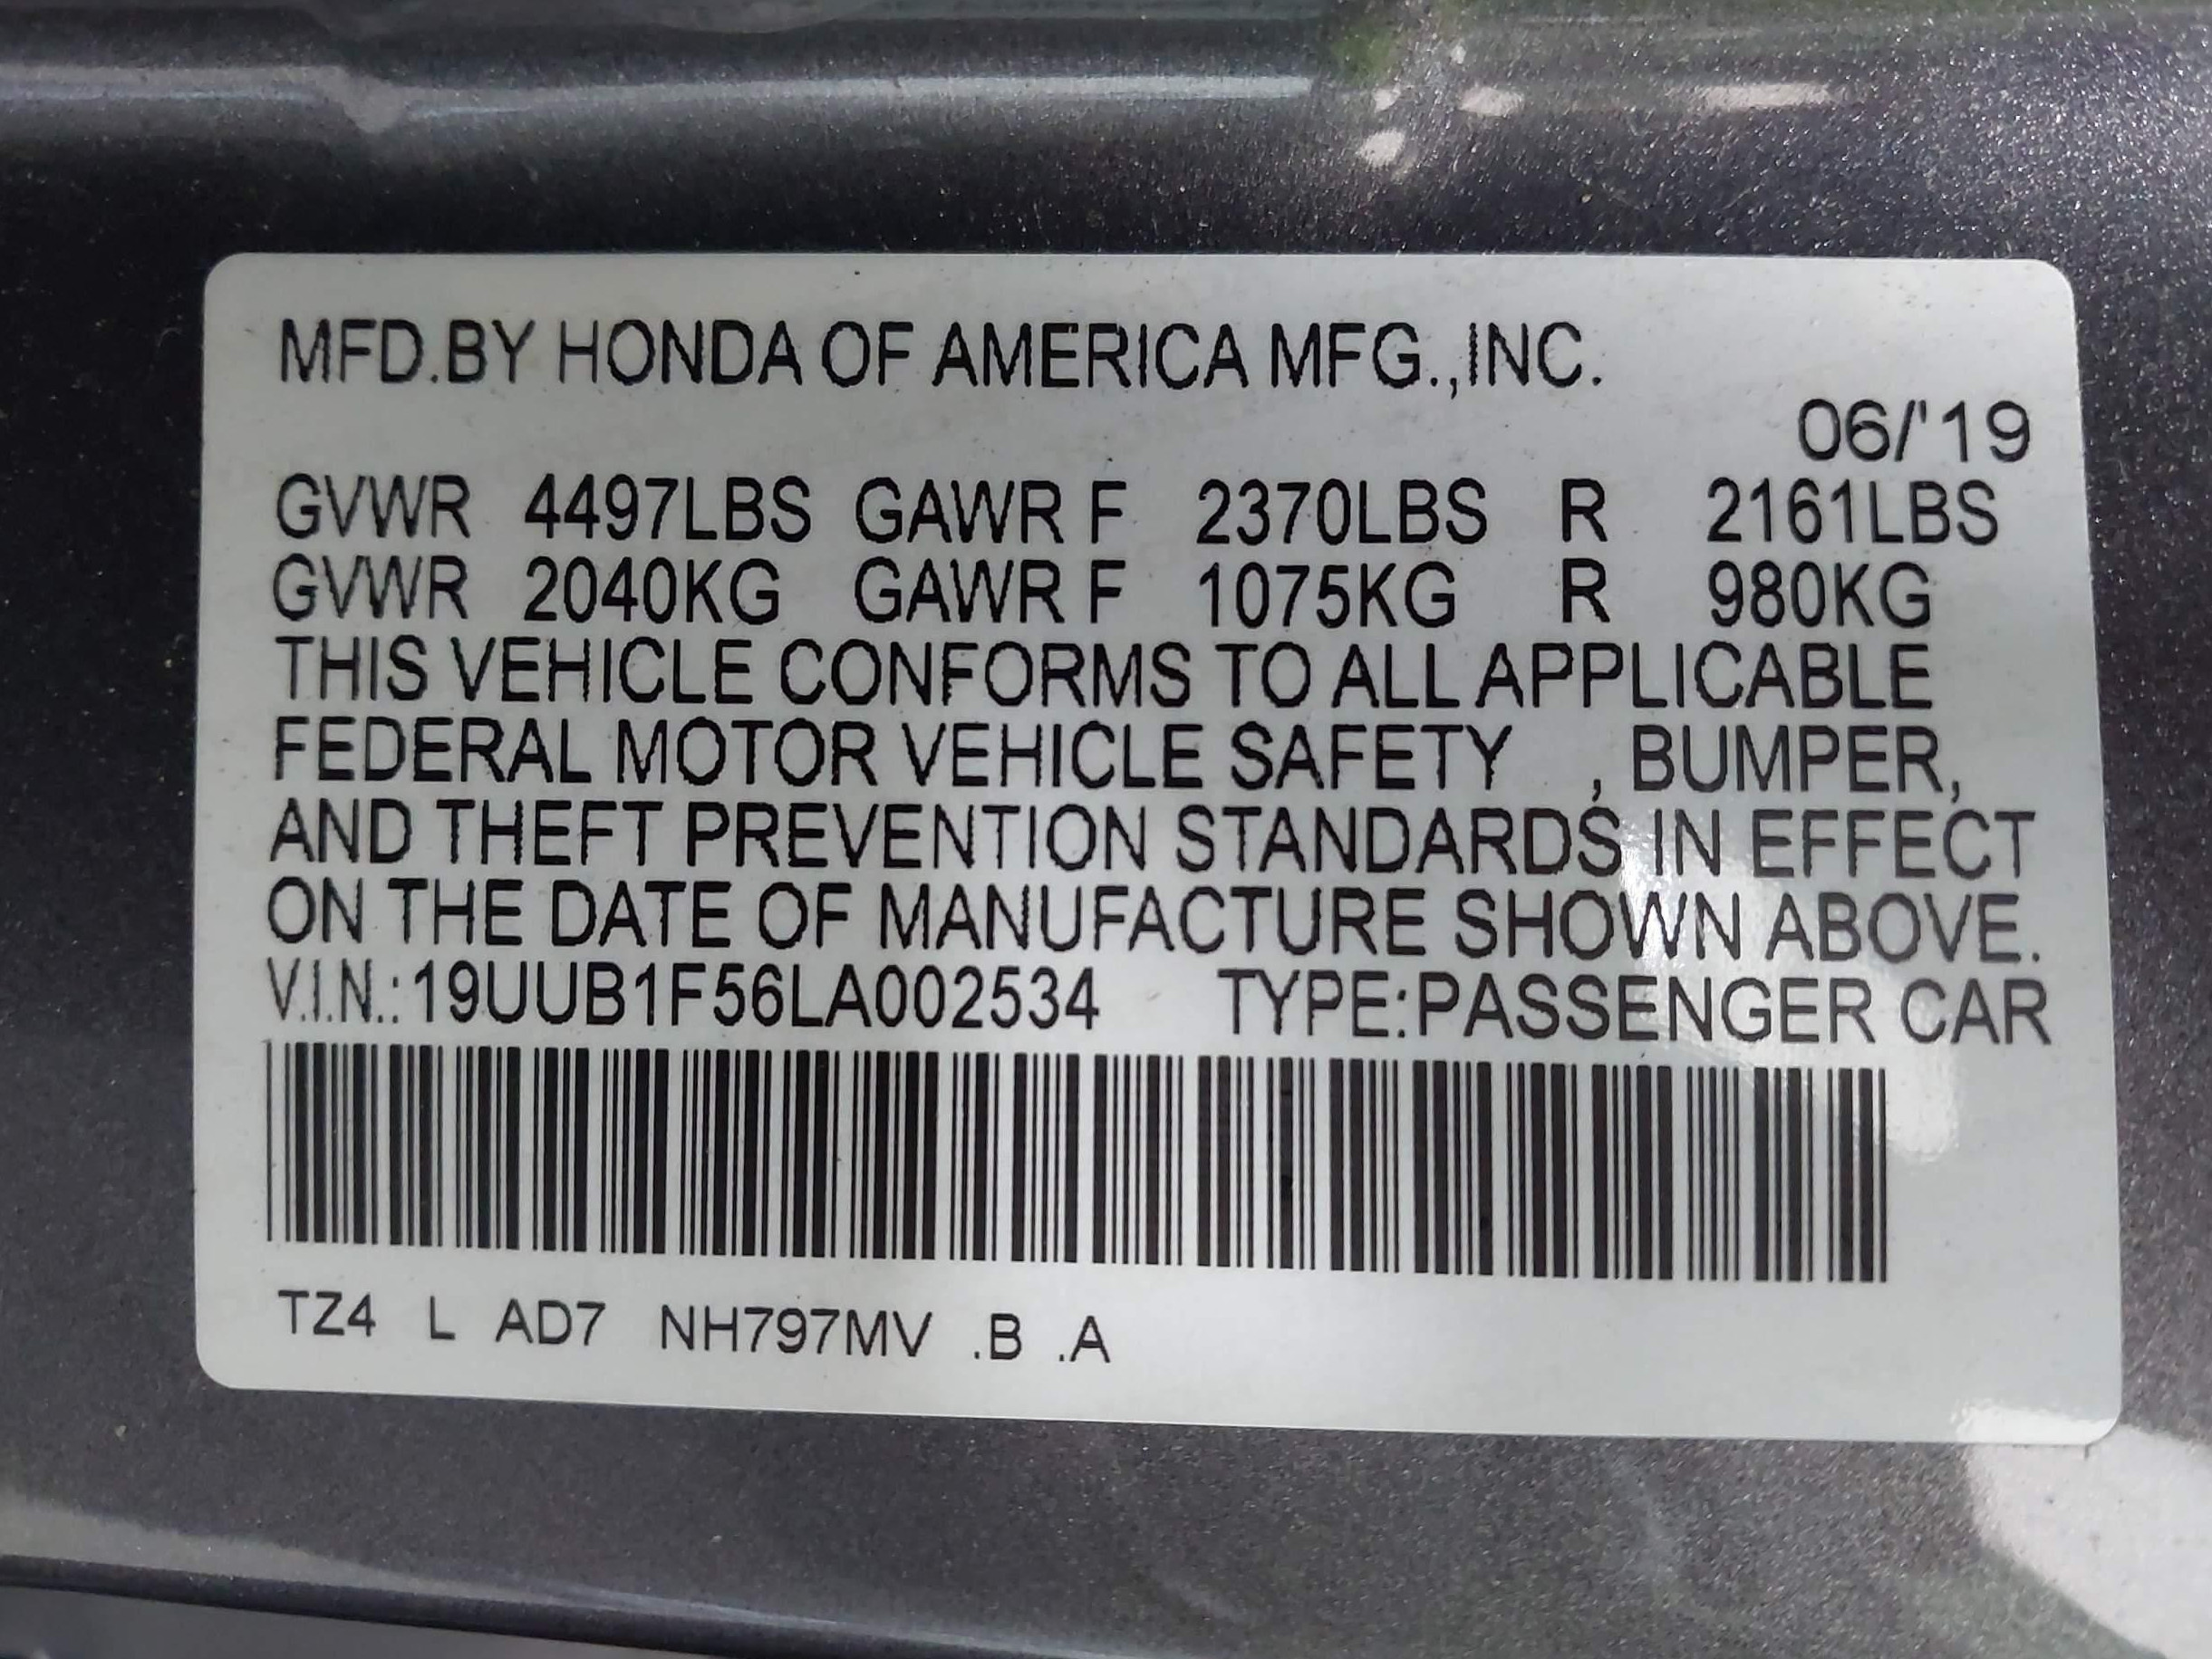 MFD.BY HONDA OF AMERICA MFG.,INC.
06/'19
GVWR 4497LBS GAWR F 2370LBS R 2161LBS
GVWR 2040KG GAWR F 1075KG R 980KG
THIS VEHICLE CONFORMS TO ALL APPLICABLE
FEDERAL MOTOR VEHICLE SAFETY , BUMPER,
AND THEFT PREVENTION STANDARDS IN EFFECT
ON THE DATE OF MANUFACTURE SHOWN ABOVE.
V.I.N.:19UUB1F56LA002534 TYPE:PASSENGER CAR
TZ4 L AD7 NH797MV .B .A